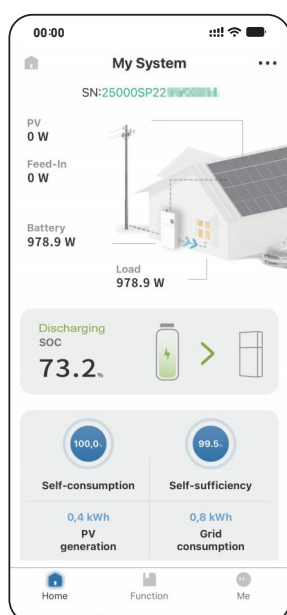 00:00
My System
SN:25000SP22
PV
0 W
Feed-In
0 W
Battery
978.9 W
Load
978.9 W
Discharging
SOC
73.2%
100,0%
99.5%
Self-consumption
Self-sufficiency
0,4 kWh
0,8 kWh
PV
generation
Grid
consumption
Home
Function
Me